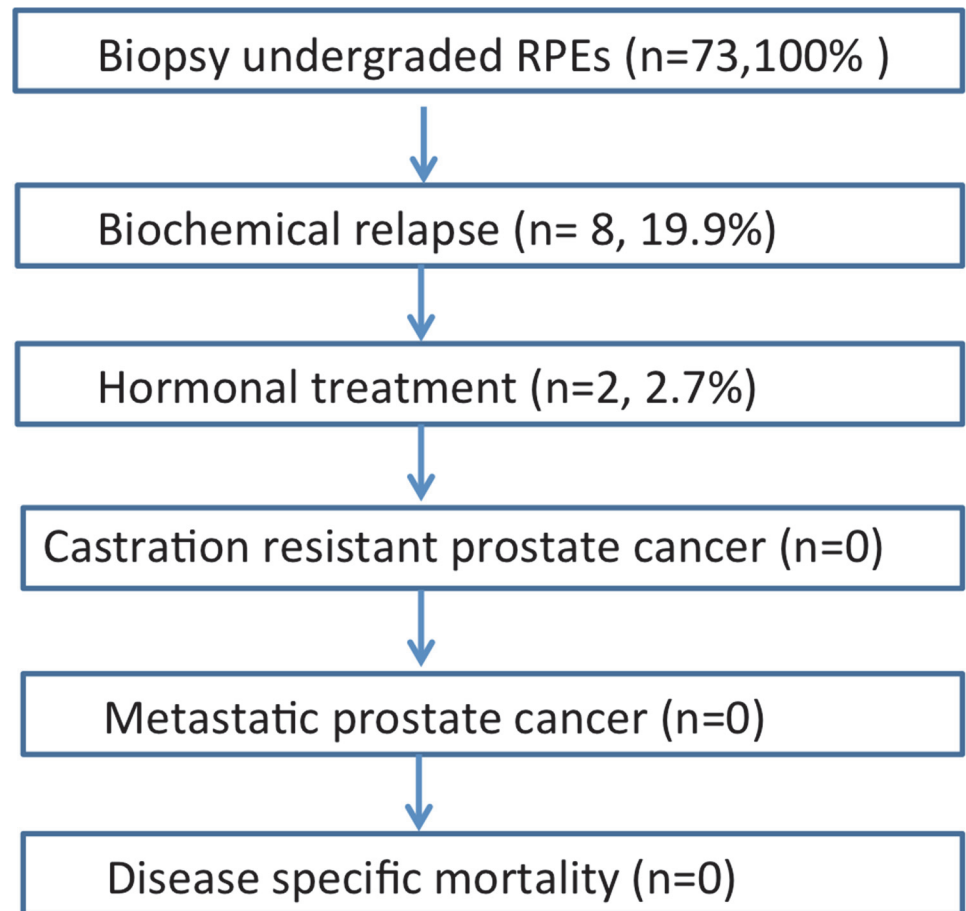 Biopsy undergraded RPEs (n=73,100% )
Biochemical relapse (n= 8, 19.9%)
Hormonal treatment (n=2, 2.7%)
Castration resistant prostate cancer (n=0)
Metastatic prostate cancer (n=0)
Disease specific mortality (n=0)